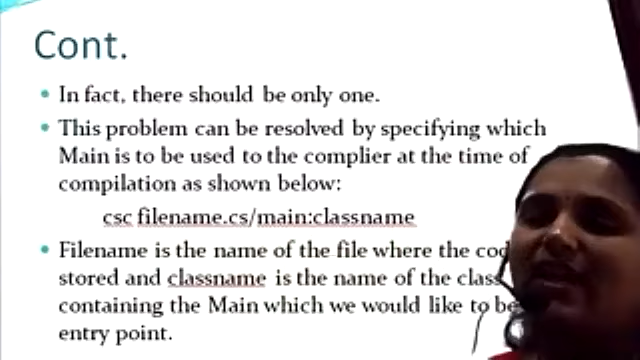 Cont.
• In fact, there should be only one.
• This problem can be resolved by specifying which
Main is to be used to the complier at the time of
compilation as shown below:
csc filename.cs/main:classname
• Filename is the name of the file where the
stored and classname is the name of the class
containing the Main which we would like to be
entry point.